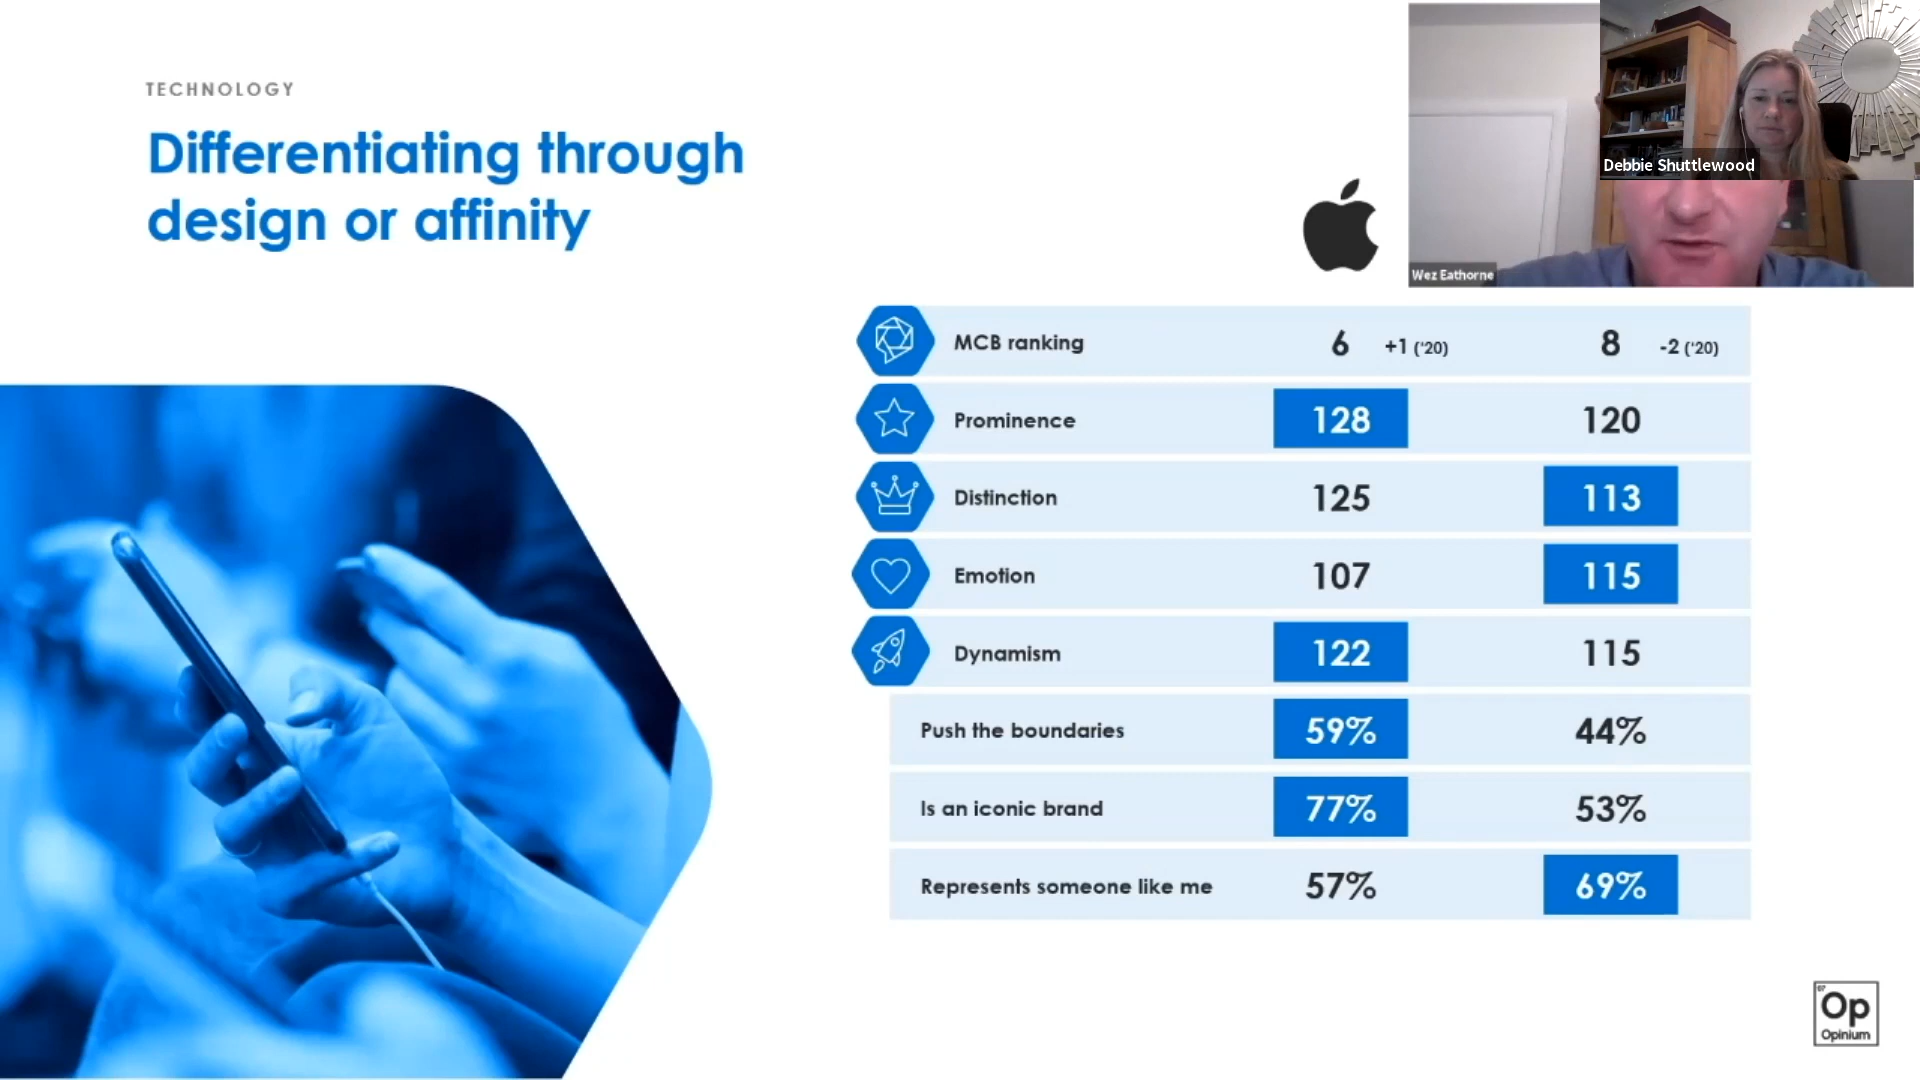 TECHNOLOGY
Differentiating through
design or affinity
Debbie Shuttlewood
Wez Eathorne
MCB ranking 6 +1 ('20) 8 -2 ('20)
Prominence 128 120
Distinction 125 113
Emotion 107 115
Dynamism 122 115
Push the boundaries 59% 44%
Is an iconic brand 77% 53%
Represents someone like me 57% 69%
Op
Opinium